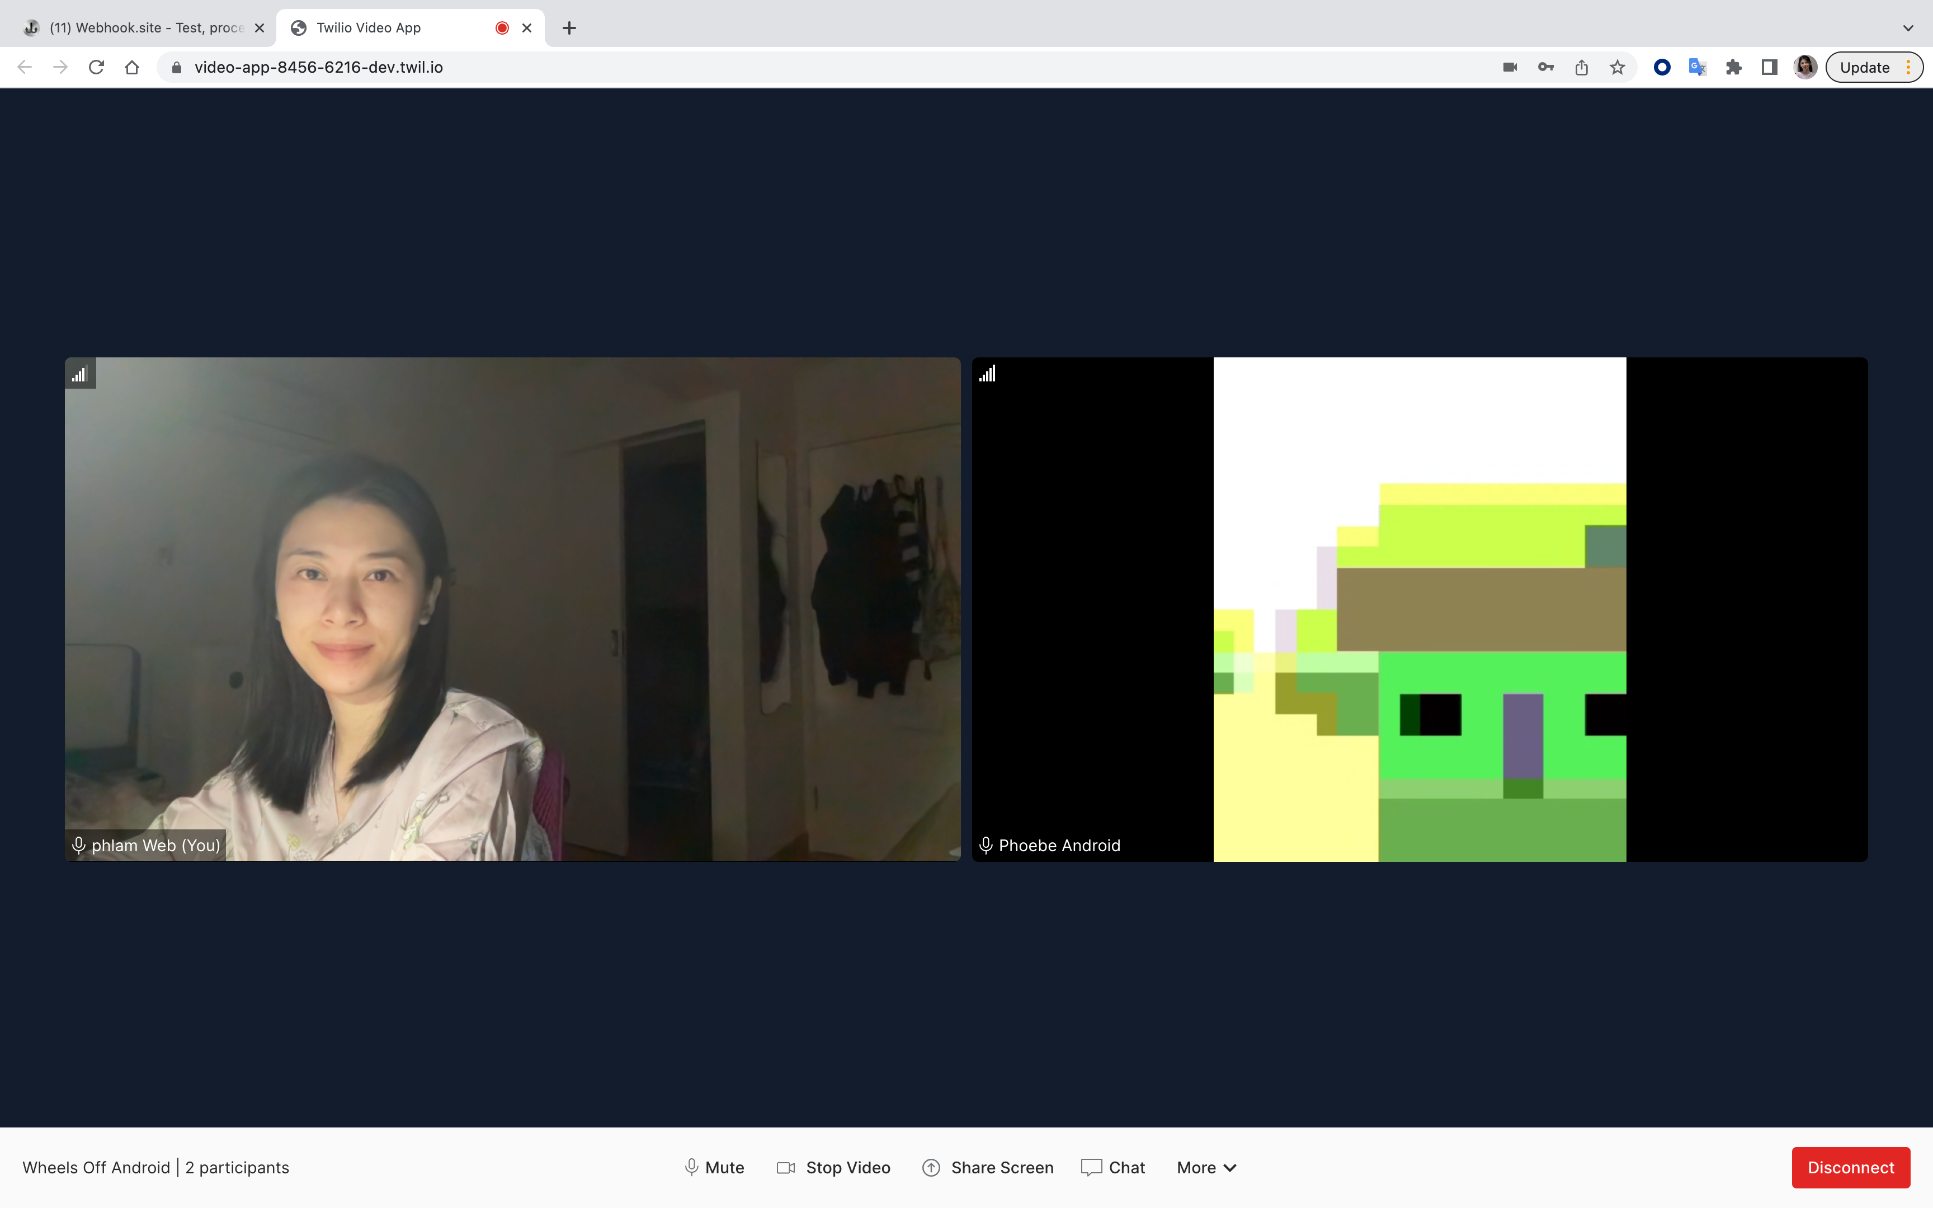 (11) Webhook.site - Test, proce
Twilio Video App
video-app-8456-6216-dev.twil.io
Update
phlam Web (You)
Phoebe Android
Wheels Off Android | 2 participants
Mute
Stop Video
Share Screen
Chat
More
Disconnect